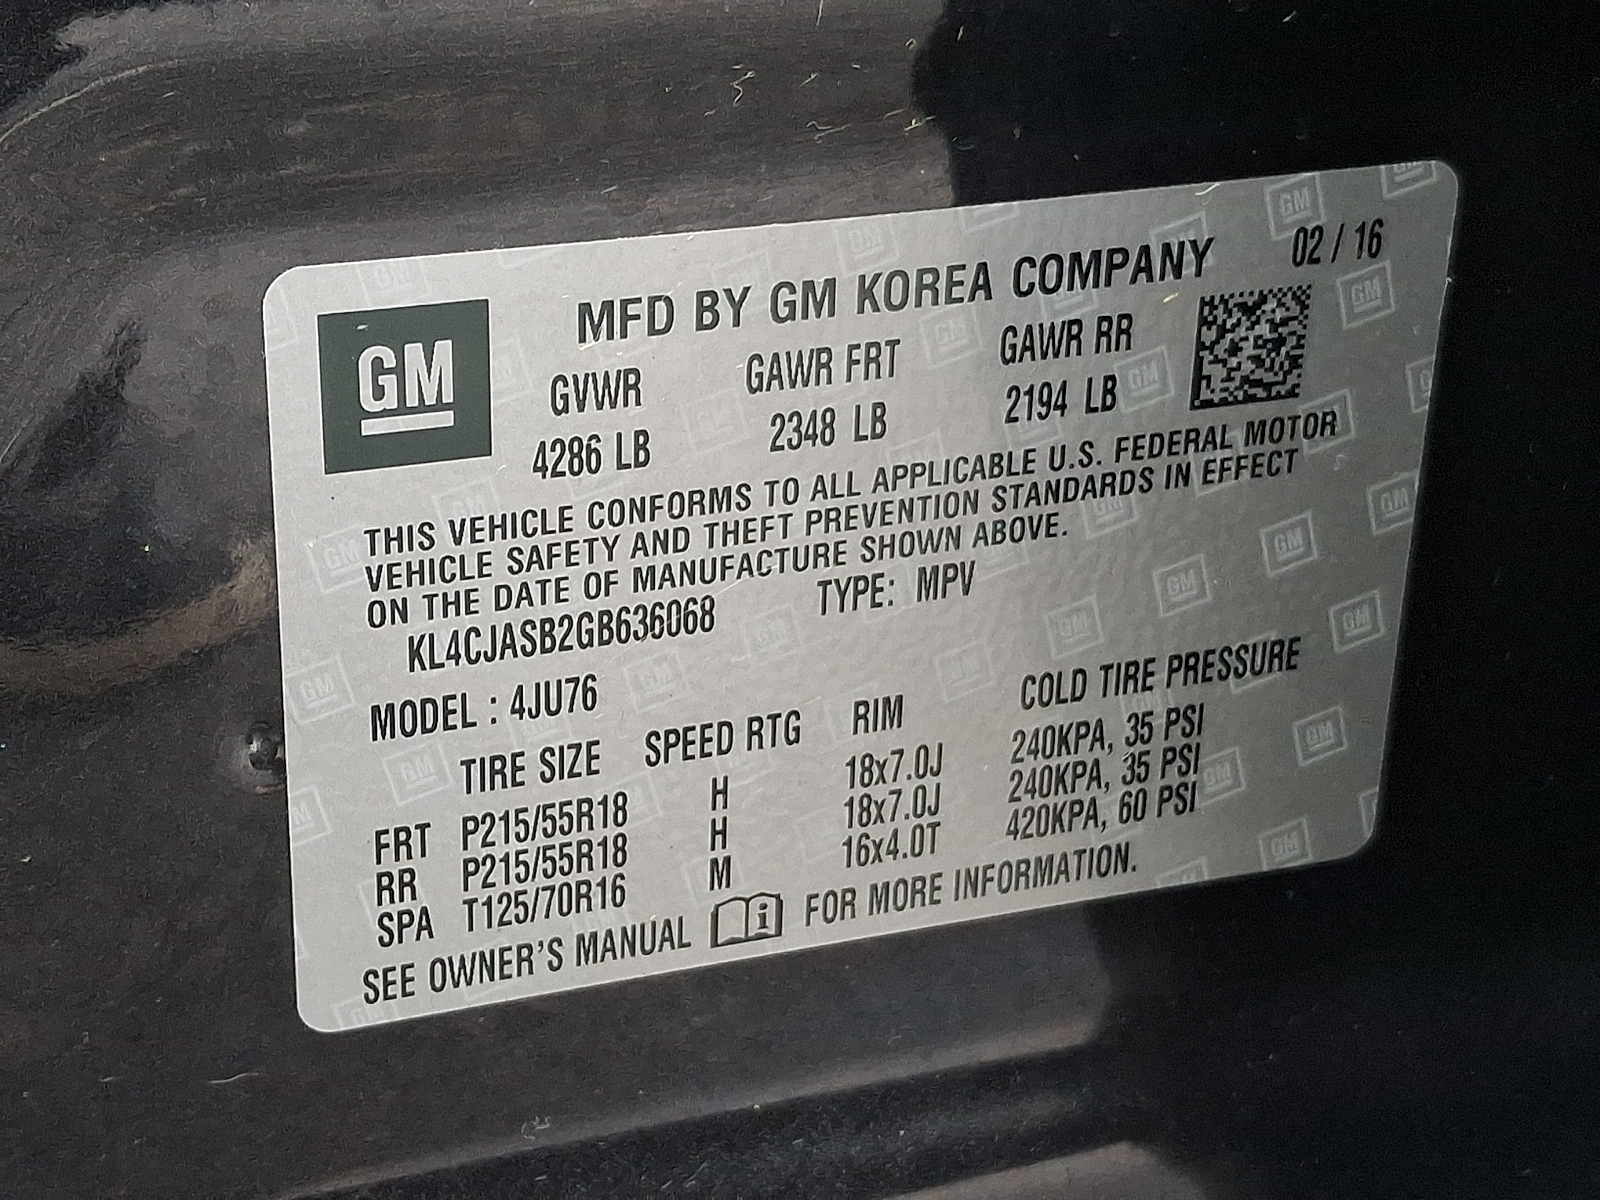 MFD BY GM KOREA COMPANY 02 / 16
GM
GVWR GAWR FRT GAWR RR
4286 LB 2348 LB 2194 LB
THIS VEHICLE CONFORMS TO ALL APPLICABLE U.S. FEDERAL MOTOR
VEHICLE SAFETY AND THEFT PREVENTION STANDARDS IN EFFECT
ON THE DATE OF MANUFACTURE SHOWN ABOVE.
KL4CJASB2GB636068 TYPE: MPV
MODEL : 4JU76
TIRE SIZE SPEED RTG RIM COLD TIRE PRESSURE
FRT P215/55R18 H 18x7.0J 240KPA, 35 PSI
RR P215/55R18 H 18x7.0J 240KPA, 35 PSI
SPA T125/70R16 M 16x4.0T 420KPA, 60 PSI
SEE OWNER'S MANUAL FOR MORE INFORMATION.